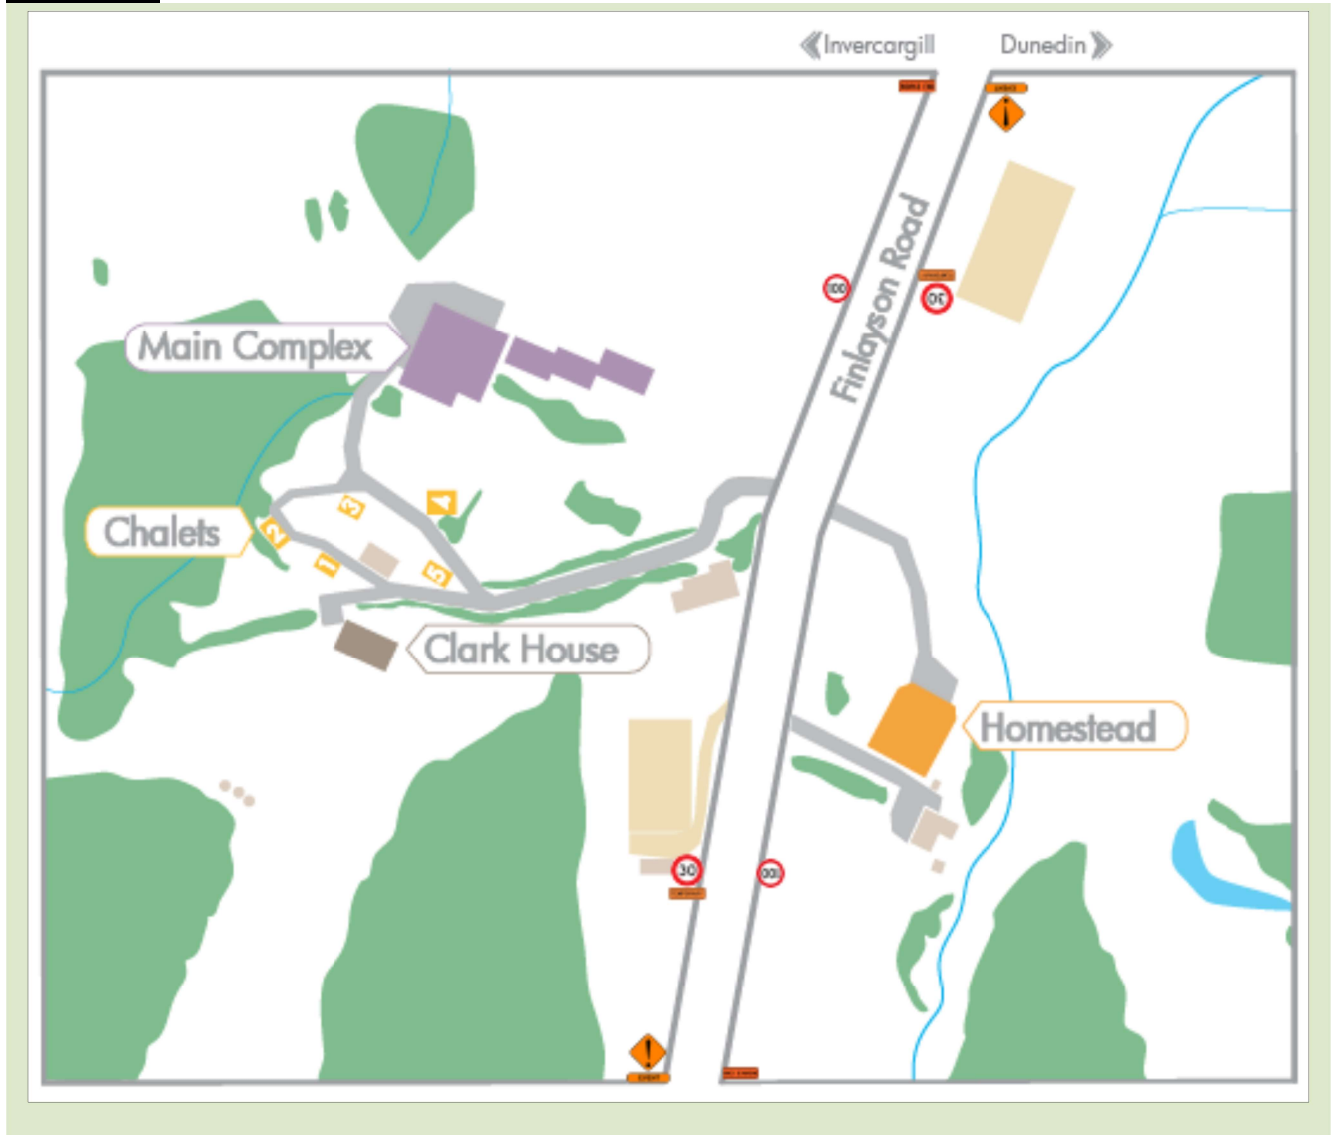 Invercargill Dunedin
Finlayson Road
100
30
Main Complex
3
4
Chalets
2
1
5
Clark House
Homestead
30
100
!
!
EVENT